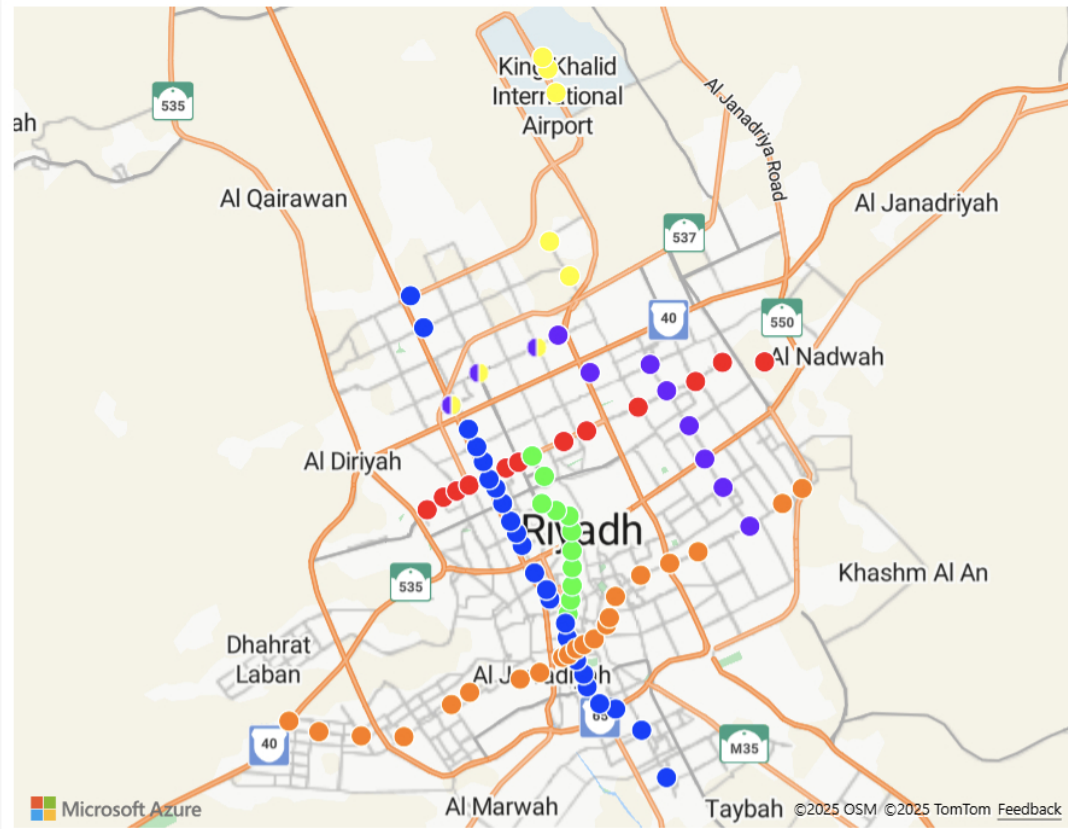 King Khalid
International
Airport
535
ah
Al Janadriya Road
Al Qairawan
Al Janadriyah
537
40
550
Al Nadwah
Al Diriyah
Riyadh
535
Khashm Al An
Dhahrat
Laban
65
40
M35
Microsoft Azure
Al Marwah
Taybah
©2025 OSM ©2025 TomTom Feedback